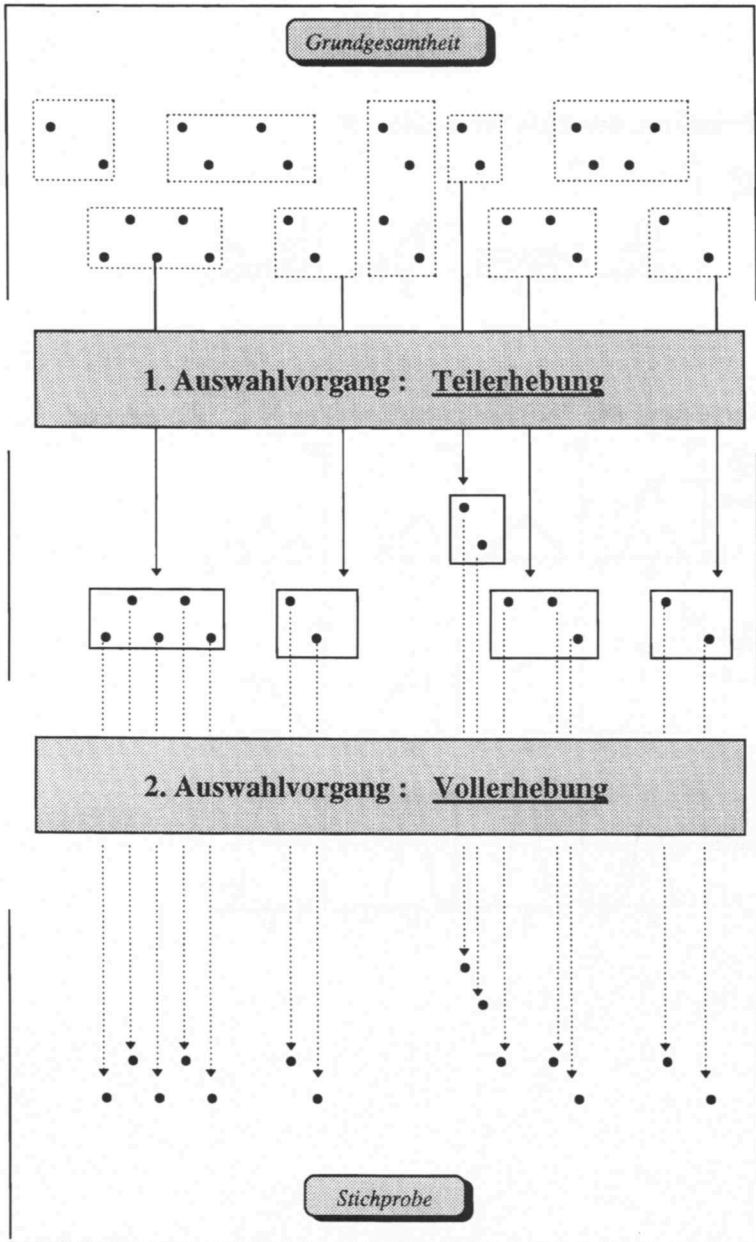 Grundgesamtheit
1. Auswahlvorgang : Teilerhebung
2. Auswahlvorgang : Vollerhebung
Stichprobe